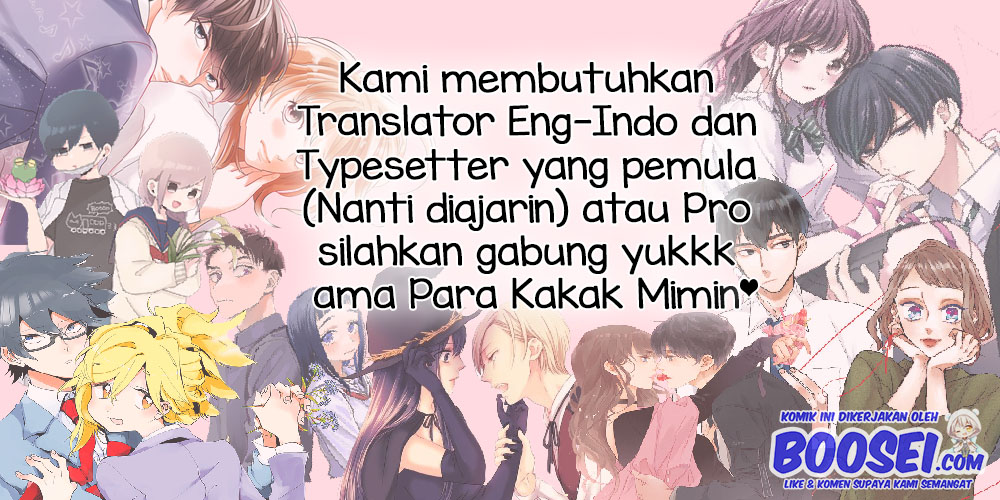 Kami membutuhkan
Translator Eng-Indo dan
Typesetter yang pemula
(Nanti diajarin) atau Pro
silahkan gabung yukkk
ama Para Kakak Mimin♥
KOMIK INI DIKERJAKAN OLEH
BOOSEI.COM
LIKE & KOMEN SUPAYA KAMI SEMANGAT